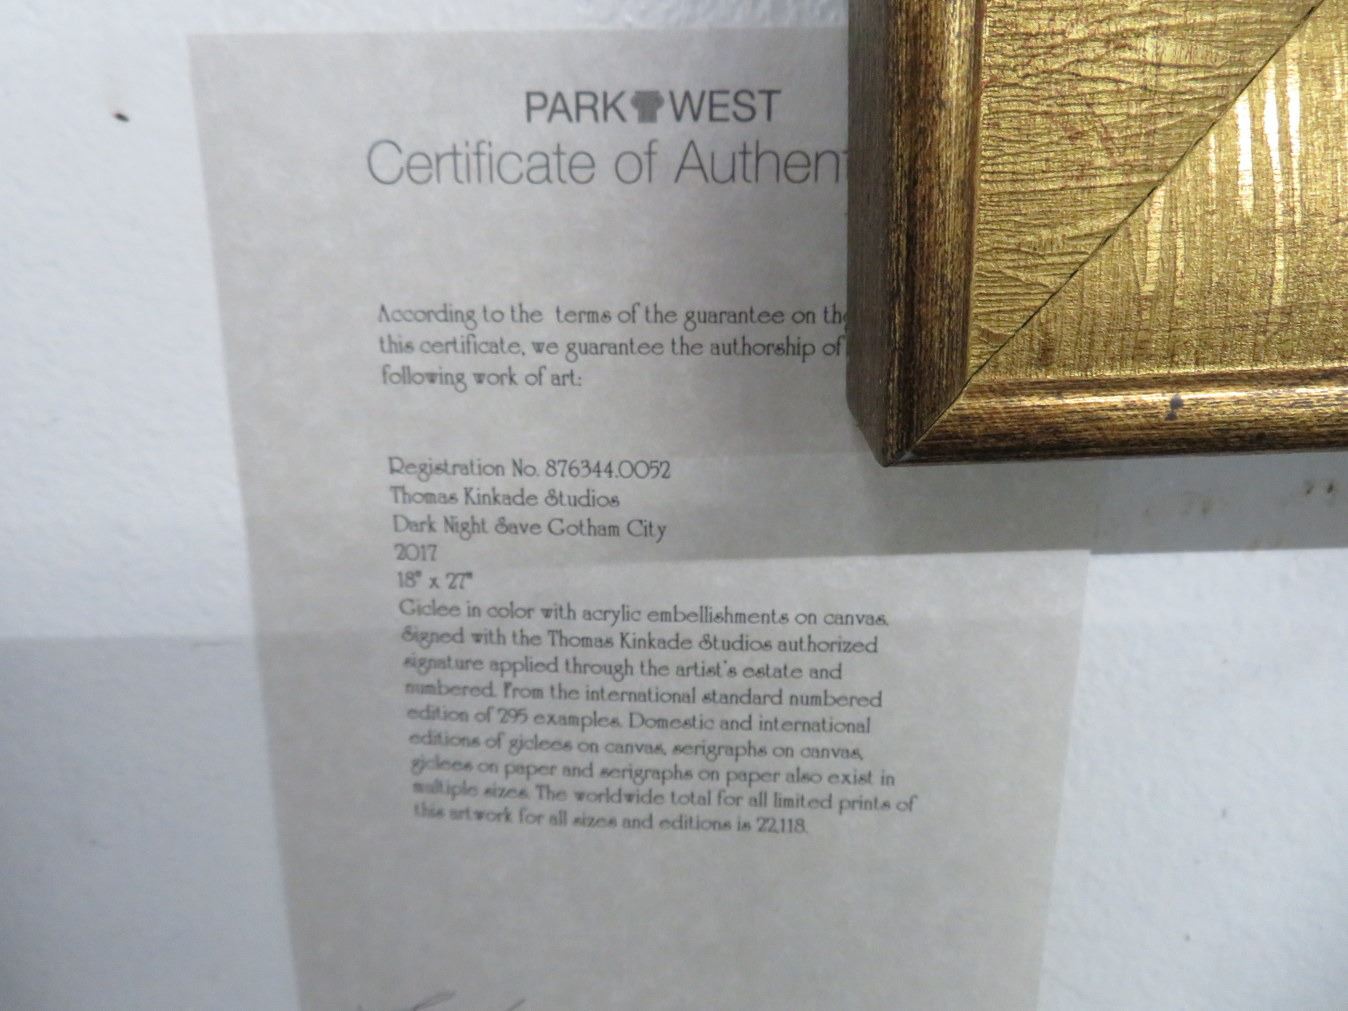 PARK WEST
Certificate of Authen
According to the terms of the guarantee on the
this certificate, we guarantee the authorship of
following work of art:
Registration No. 876344.0052
Thomas Kinkade Studios
Dark Night Save Gotham City
2017
18" x 27"
Giclee in color with acrylic embellishments on canvas.
Signed with the Thomas Kinkade Studios authorized
signature applied through the artist's estate and
numbered. From the international standard numbered
edition of 295 examples. Domestic and international
editions of giclees on canvas, serigraphs on canvas,
giclees on paper and serigraphs on paper also exist in
multiple sizes. The worldwide total for all limited prints of
this artwork for all sizes and editions is 22,118.